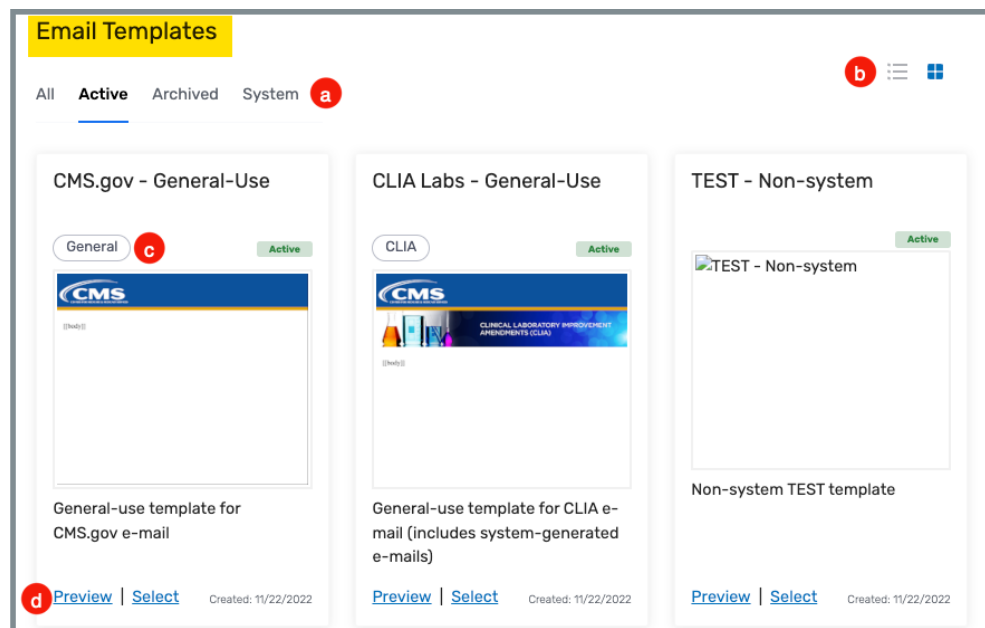 Email Templates
b
All Active Archived System a
CMS.gov - General-Use
General c
Active
CMS
{{body}}
General-use template for
CMS.gov e-mail
d Preview | Select Created: 11/22/2022
CLIA Labs - General-Use
CLIA
Active
CMS
CLINICAL LABORATORY IMPROVEMENT
AMENDMENTS (CLIA)
{{body}}
General-use template for CLIA e-
mail (includes system-generated
e-mails)
Preview | Select Created: 11/22/2022
TEST - Non-system
Active
TEST - Non-system
Non-system TEST template
Preview | Select Created: 11/22/2022